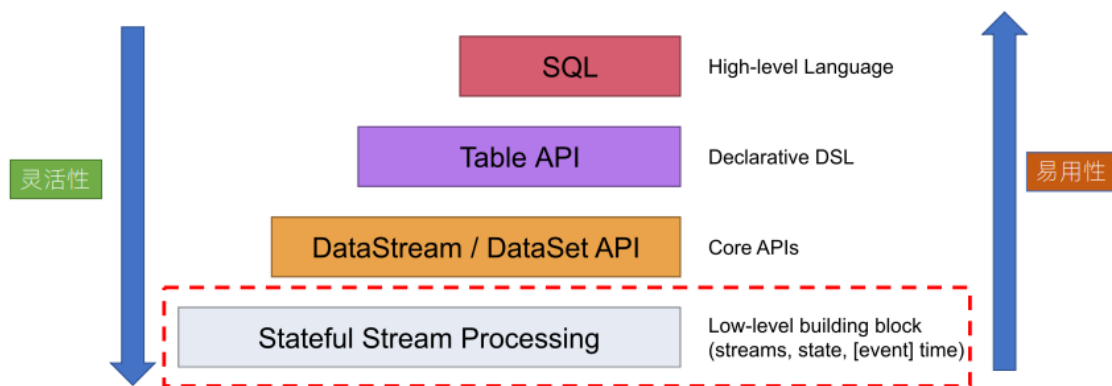 SQL
High-level Language
Table API
Declarative DSL
灵活性
易用性
DataStream / DataSet API
Core APIs
Stateful Stream Processing
Low-level building block
(streams, state, [event] time)